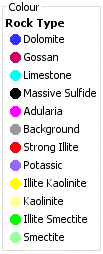 Colour
Rock Type
Dolomite
Gossan
Limestone
Massive Sulfide
Adularia
Background
Strong Illite
Potassic
Illite Kaolinite
Kaolinite
Illite Smectite
Smectite